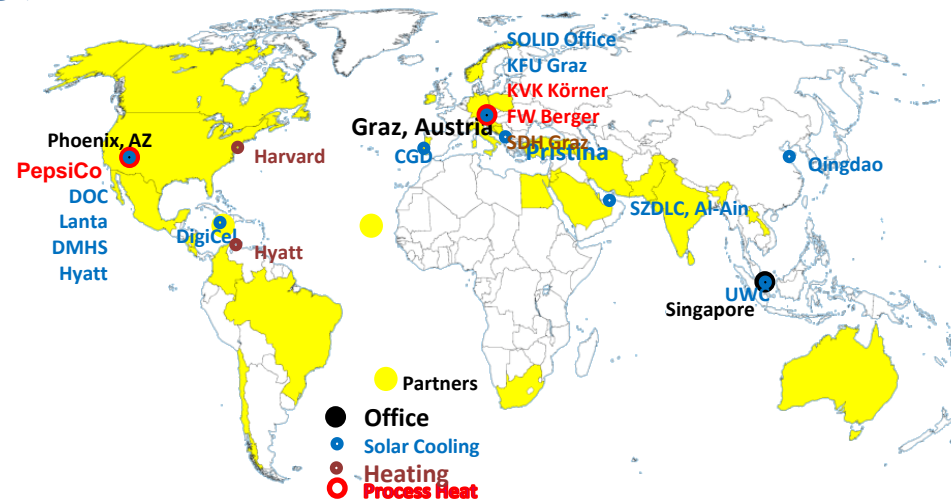 SOLID Office
KFU Graz
KVK Körner
FW Berger
Graz, Austria
SDH Graz
Pristina
CGD
Phoenix, AZ
PepsiCo
DOC
Lanta
DMHS
Hyatt
Harvard
DigiCel
Hyatt
Qingdao
SZDLC, Al-Ain
UWC
Singapore
Partners
Office
Solar Cooling
Heating
Process Heat